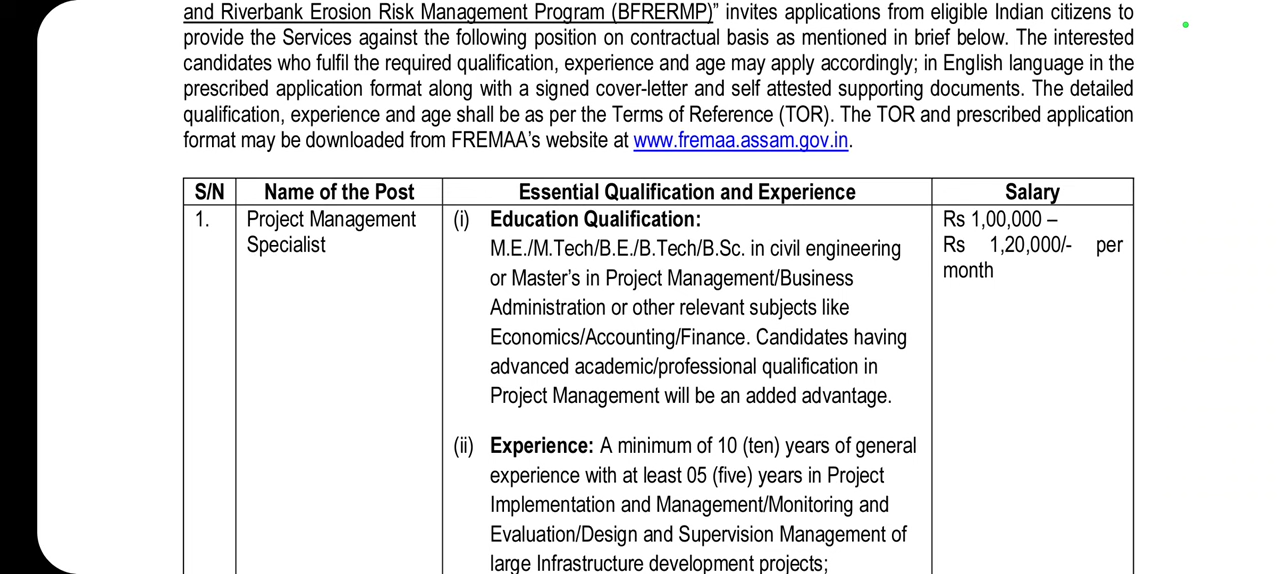 and Riverbank Erosion Risk Management Program (BFRERMP)” invites applications from eligible Indian citizens to
provide the Services against the following position on contractual basis as mentioned in brief below. The interested
candidates who fulfil the required qualification, experience and age may apply accordingly; in English language in the
prescribed application format along with a signed cover-letter and self attested supporting documents. The detailed
qualification, experience and age shall be as per the Terms of Reference (TOR). The TOR and prescribed application
format may be downloaded from FREMAA’s website at www.fremaa.assam.gov.in.
S/N Name of the Post Essential Qualification and Experience Salary
1. Project Management Specialist
(i) Education Qualification:
M.E./M.Tech/B.E./B.Tech/B.Sc. in civil engineering
or Master’s in Project Management/Business
Administration or other relevant subjects like
Economics/Accounting/Finance. Candidates having
advanced academic/professional qualification in
Project Management will be an added advantage.
(ii) Experience: A minimum of 10 (ten) years of general
experience with at least 05 (five) years in Project
Implementation and Management/Monitoring and
Evaluation/Design and Supervision Management of
large Infrastructure development projects;
Rs 1,00,000 –
Rs 1,20,000/- per
month